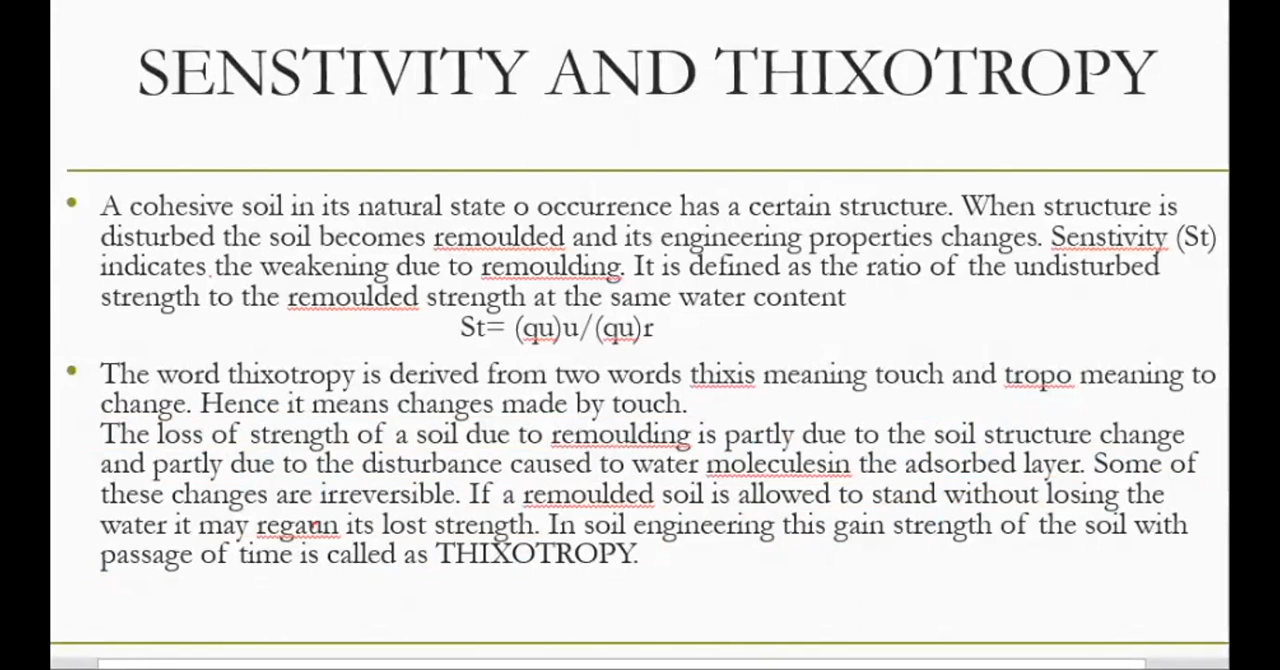 SENSTIVITY AND THIXOTROPY
• A cohesive soil in its natural state o occurrence has a certain structure. When structure is
disturbed the soil becomes remoulded and its engineering properties changes. Senstivity (St)
indicates the weakening due to remoulding. It is defined as the ratio of the undisturbed
strength to the remoulded strength at the same water content
St= (qu)u/(qu)r
• The word thixotropy is derived from two words thixis meaning touch and tropo meaning to
change. Hence it means changes made by touch.
The loss of strength of a soil due to remoulding is partly due to the soil structure change
and partly due to the disturbance caused to water moleculesin the adsorbed layer. Some of
these changes are irreversible. If a remoulded soil is allowed to stand without losing the
water it may regaun its lost strength. In soil engineering this gain strength of the soil with
passage of time is called as THIXOTROPY.